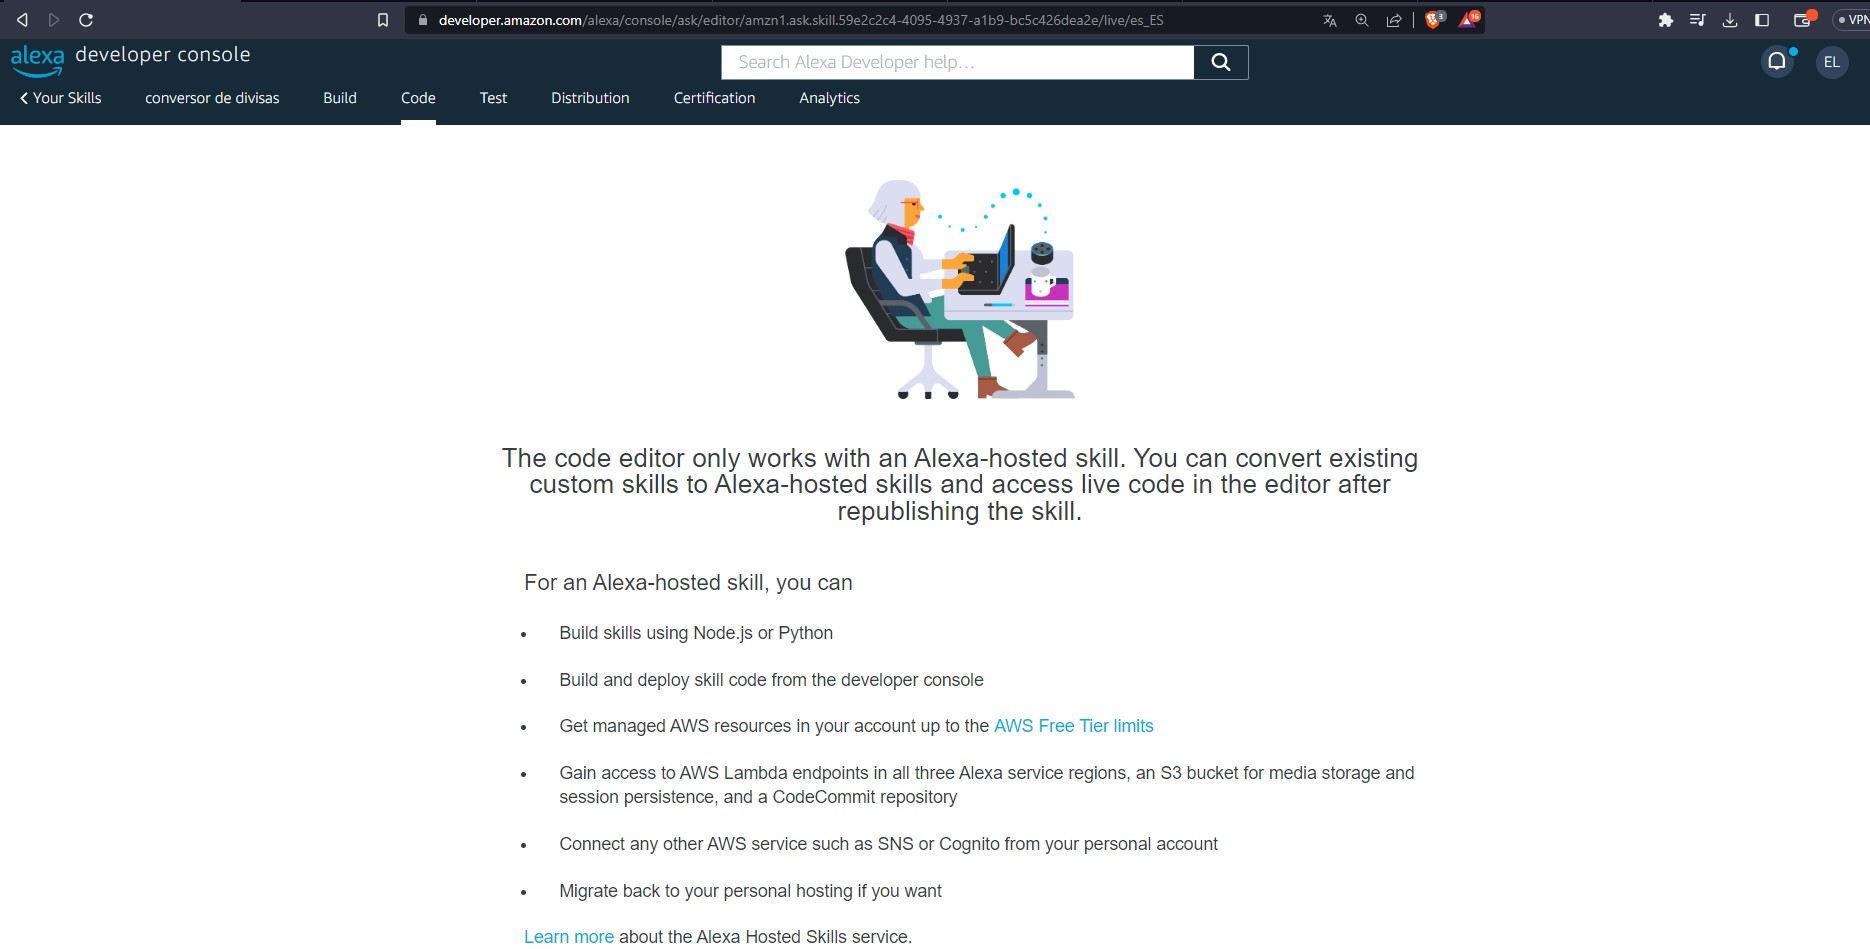 developer.amazon.com/alexa/console/ask/editor/amzn1.ask.skill.59e2c2c4-4095-4937-a1b9-bc5c426dea2e/live/es_ES
3
16
VPN
alexa developer console
Search Alexa Developer help...
EL
Your Skills
conversor de divisas
Build
Code
Test
Distribution
Certification
Analytics
The code editor only works with an Alexa-hosted skill. You can convert existing
custom skills to Alexa-hosted skills and access live code in the editor after
republishing the skill.
For an Alexa-hosted skill, you can
• Build skills using Node.js or Python
• Build and deploy skill code from the developer console
• Get managed AWS resources in your account up to the AWS Free Tier limits
• Gain access to AWS Lambda endpoints in all three Alexa service regions, an S3 bucket for media storage and
session persistence, and a CodeCommit repository
• Connect any other AWS service such as SNS or Cognito from your personal account
• Migrate back to your personal hosting if you want
Learn more about the Alexa Hosted Skills service.